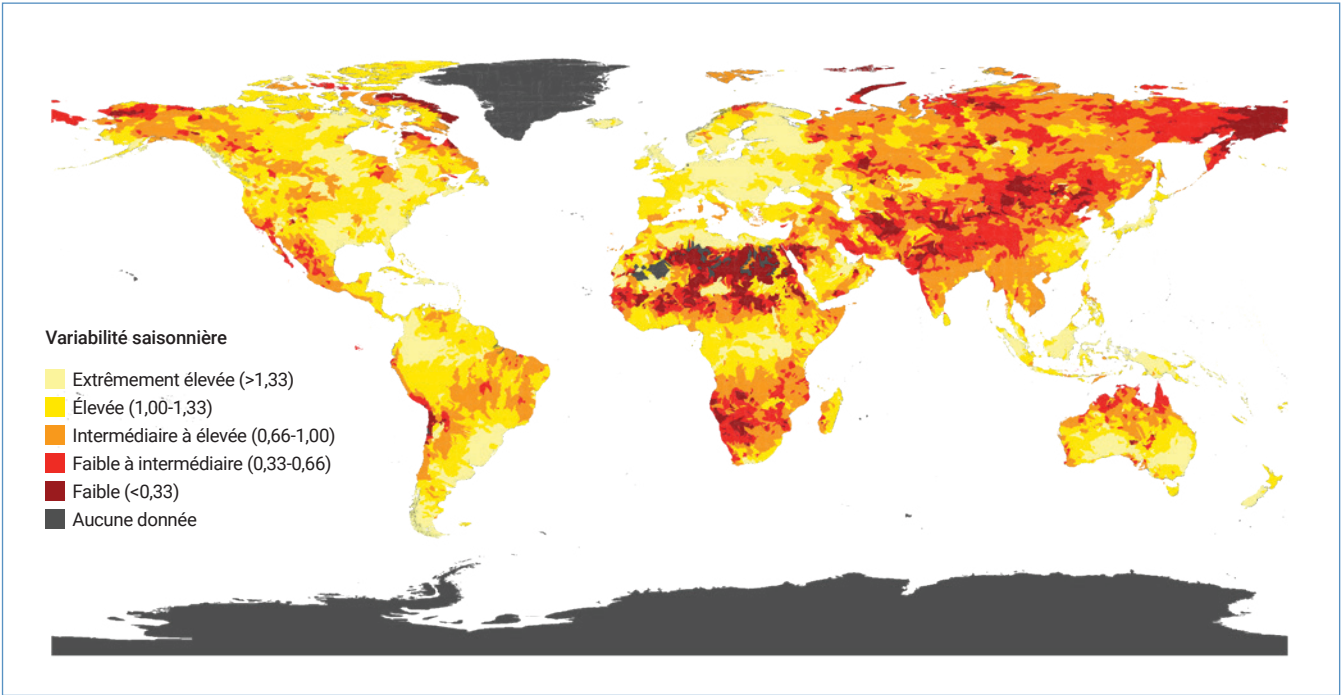 Variabilité saisonnière
Extrêmement élevée (>1,33)
Élevée (1,00-1,33)
Intermédiaire à élevée (0,66-1,00)
Faible à intermédiaire (0,33-0,66)
Faible (<0,33)
Aucune donnée